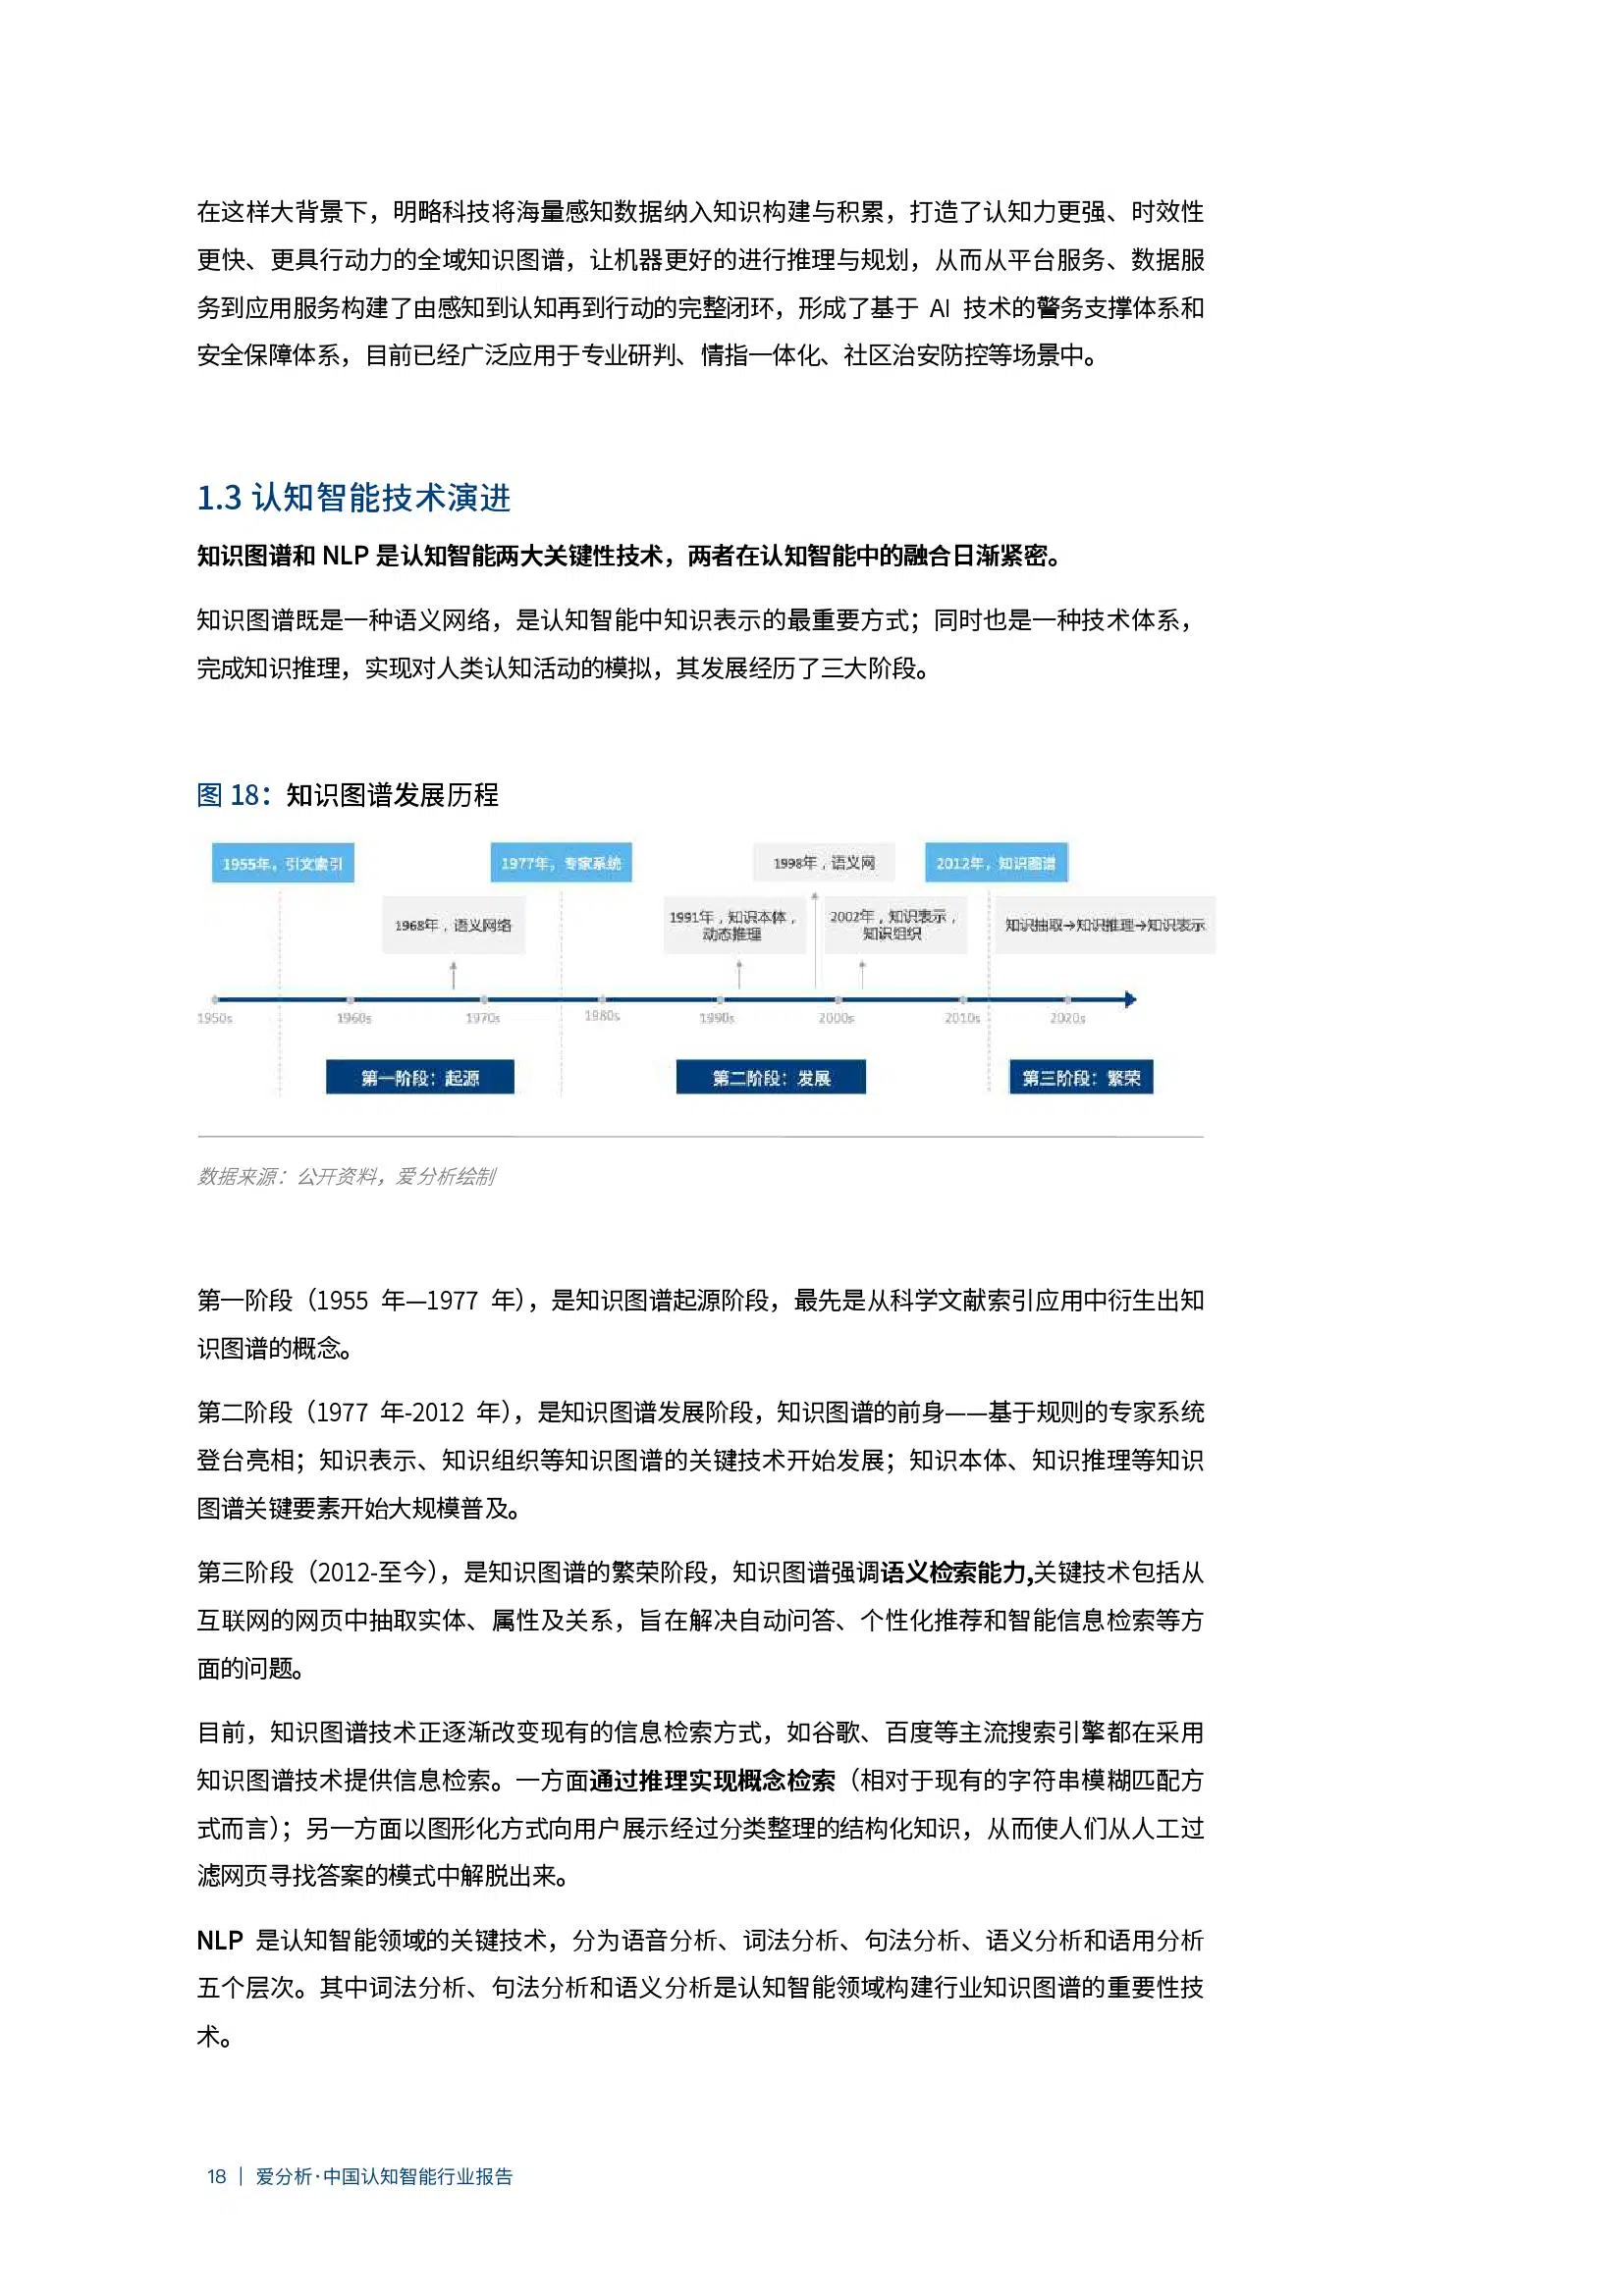 在这样大背景下，明略科技将海量感知数据纳入知识构建与积累，打造了认知力更强、时效性
更快、更具行动力的全域知识图谱，让机器更好的进行推理与规划，从而从平台服务、数据服
务到应用服务构建了由感知到认知再到行动的完整闭环，形成了基于 AI 技术的警务支撑体系和
安全保障体系，目前已经广泛应用于专业研判、情指一体化、社区治安防控等场景中。
1.3 认知智能技术演进
知识图谱和 NLP 是认知智能两大关键性技术，两者在认知智能中的融合日渐紧密。
知识图谱既是一种语义网络，是认知智能中知识表示的最重要方式；同时也是一种技术体系，
完成知识推理，实现对人类认知活动的模拟，其发展经历了三大阶段。
图 18：知识图谱发展历程
1955年，引文索引
1977年，专家系统
1998年，语义网
2012年，知识图谱
1968年，语义网络
1991年，知识本体，
动态推理
2002年，知识表示，
知识组织
知识抽取→知识推理→知识表示
1950s
1960s
1970s
1980s
1990s
2000s
2010s
2020s
第一阶段：起源
第二阶段：发展
第三阶段：繁荣
数据来源：公开资料，爱分析绘制
第一阶段（1955 年—1977 年），是知识图谱起源阶段，最先是从科学文献索引应用中衍生出知
识图谱的概念。
第二阶段（1977 年-2012 年），是知识图谱发展阶段，知识图谱的前身——基于规则的专家系统
登台亮相；知识表示、知识组织等知识图谱的关键技术开始发展；知识本体、知识推理等知识
图谱关键要素开始大规模普及。
第三阶段（2012-至今），是知识图谱的繁荣阶段，知识图谱强调语义检索能力,关键技术包括从
互联网的网页中抽取实体、属性及关系，旨在解决自动问答、个性化推荐和智能信息检索等方
面的问题。
目前，知识图谱技术正逐渐改变现有的信息检索方式，如谷歌、百度等主流搜索引擎都在采用
知识图谱技术提供信息检索。一方面通过推理实现概念检索（相对于现有的字符串模糊匹配方
式而言）；另一方面以图形化方式向用户展示经过分类整理的结构化知识，从而使人们从人工过
滤网页寻找答案的模式中解脱出来。
NLP 是认知智能领域的关键技术，分为语音分析、词法分析、句法分析、语义分析和语用分析
五个层次。其中词法分析、句法分析和语义分析是认知智能领域构建行业知识图谱的重要性技
术。
18 | 爱分析·中国认知智能行业报告